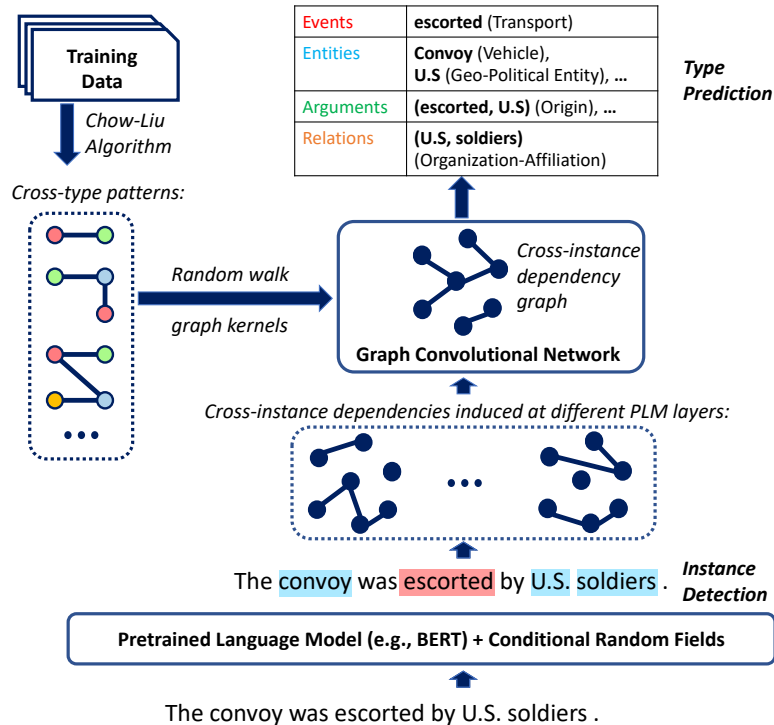 Training
Data
Chow-Liu
Algorithm
Cross-type patterns:
Events escorted (Transport)
Entities Convoy (Vehicle),
U.S (Geo-Political Entity), ...
Arguments (escorted, U.S) (Origin), ...
Relations (U.S, soldiers)
(Organization-Affiliation)
Type
Prediction
Random walk
graph kernels
Cross-instance
dependency
graph
Graph Convolutional Network
Cross-instance dependencies induced at different PLM layers:
The convoy was escorted by U.S. soldiers .
Instance
Detection
Pretrained Language Model (e.g., BERT) + Conditional Random Fields
The convoy was escorted by U.S. soldiers .